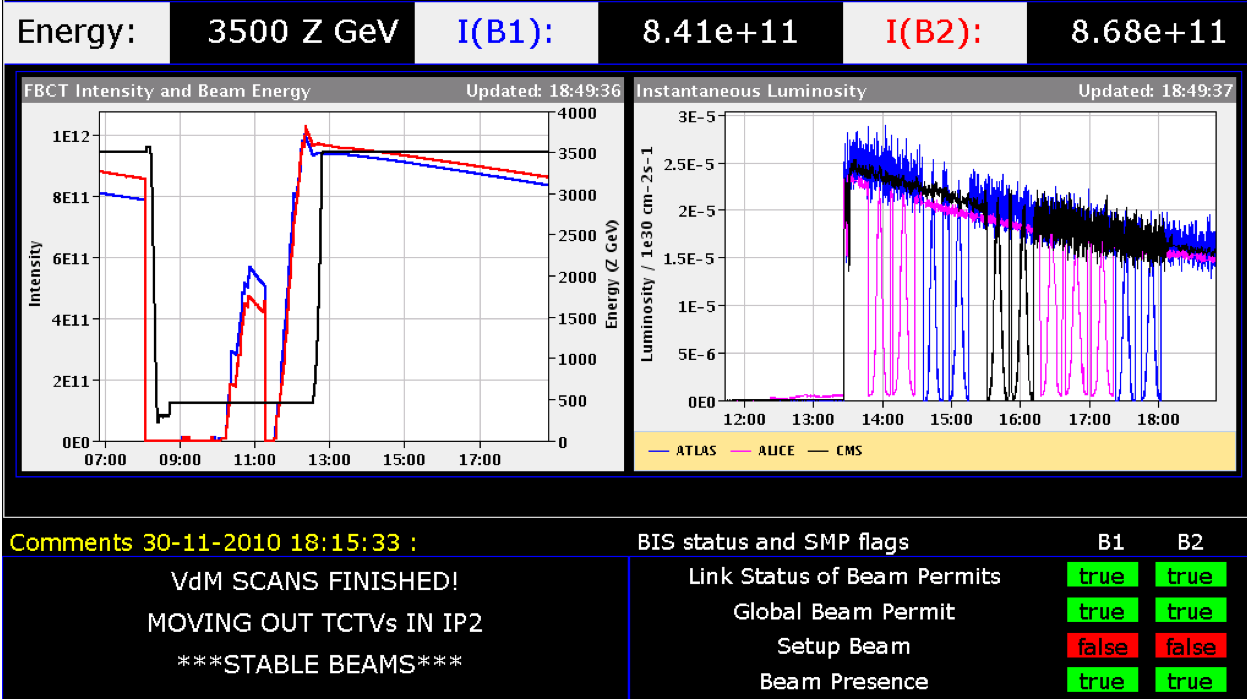 Energy: 3500 Z GeV I(B1): 8.41e+11 I(B2): 8.68e+11
FBCT Intensity and Beam Energy Updated: 18:49:36
1E12
8E11
6E11
4E11
2E11
0E0
Intensity
4000
3500
3000
2500
2000
1500
1000
500
0
Energy (Z GeV)
07:00 09:00 11:00 13:00 15:00 17:00
Instantaneous Luminosity Updated: 18:49:37
3E-5
2.5E-5
2E-5
1.5E-5
1E-5
5E-6
0E0
Luminosity / 1e30 cm-2s-1
12:00 13:00 14:00 15:00 16:00 17:00 18:00
ATLAS ALICE CMS
Comments 30-11-2010 18:15:33 :
VdM SCANS FINISHED!
MOVING OUT TCTVs IN IP2
***STABLE BEAMS***
BIS status and SMP flags B1 B2
Link Status of Beam Permits true true
Global Beam Permit true true
Setup Beam false false
Beam Presence true true